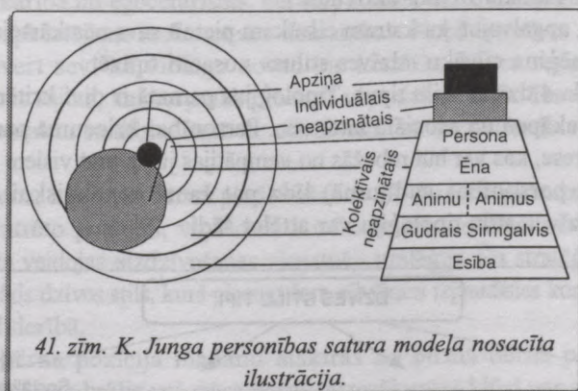 Apziņa
Individuālais
neapzinātais
Kolektīvais
neapzinātais
Persona
Ēna
Animu Animus
Gudrais Sirmgalvis
Esība
41. zīm. K. Junga personības satura modeļa nosacīta
ilustrācija.